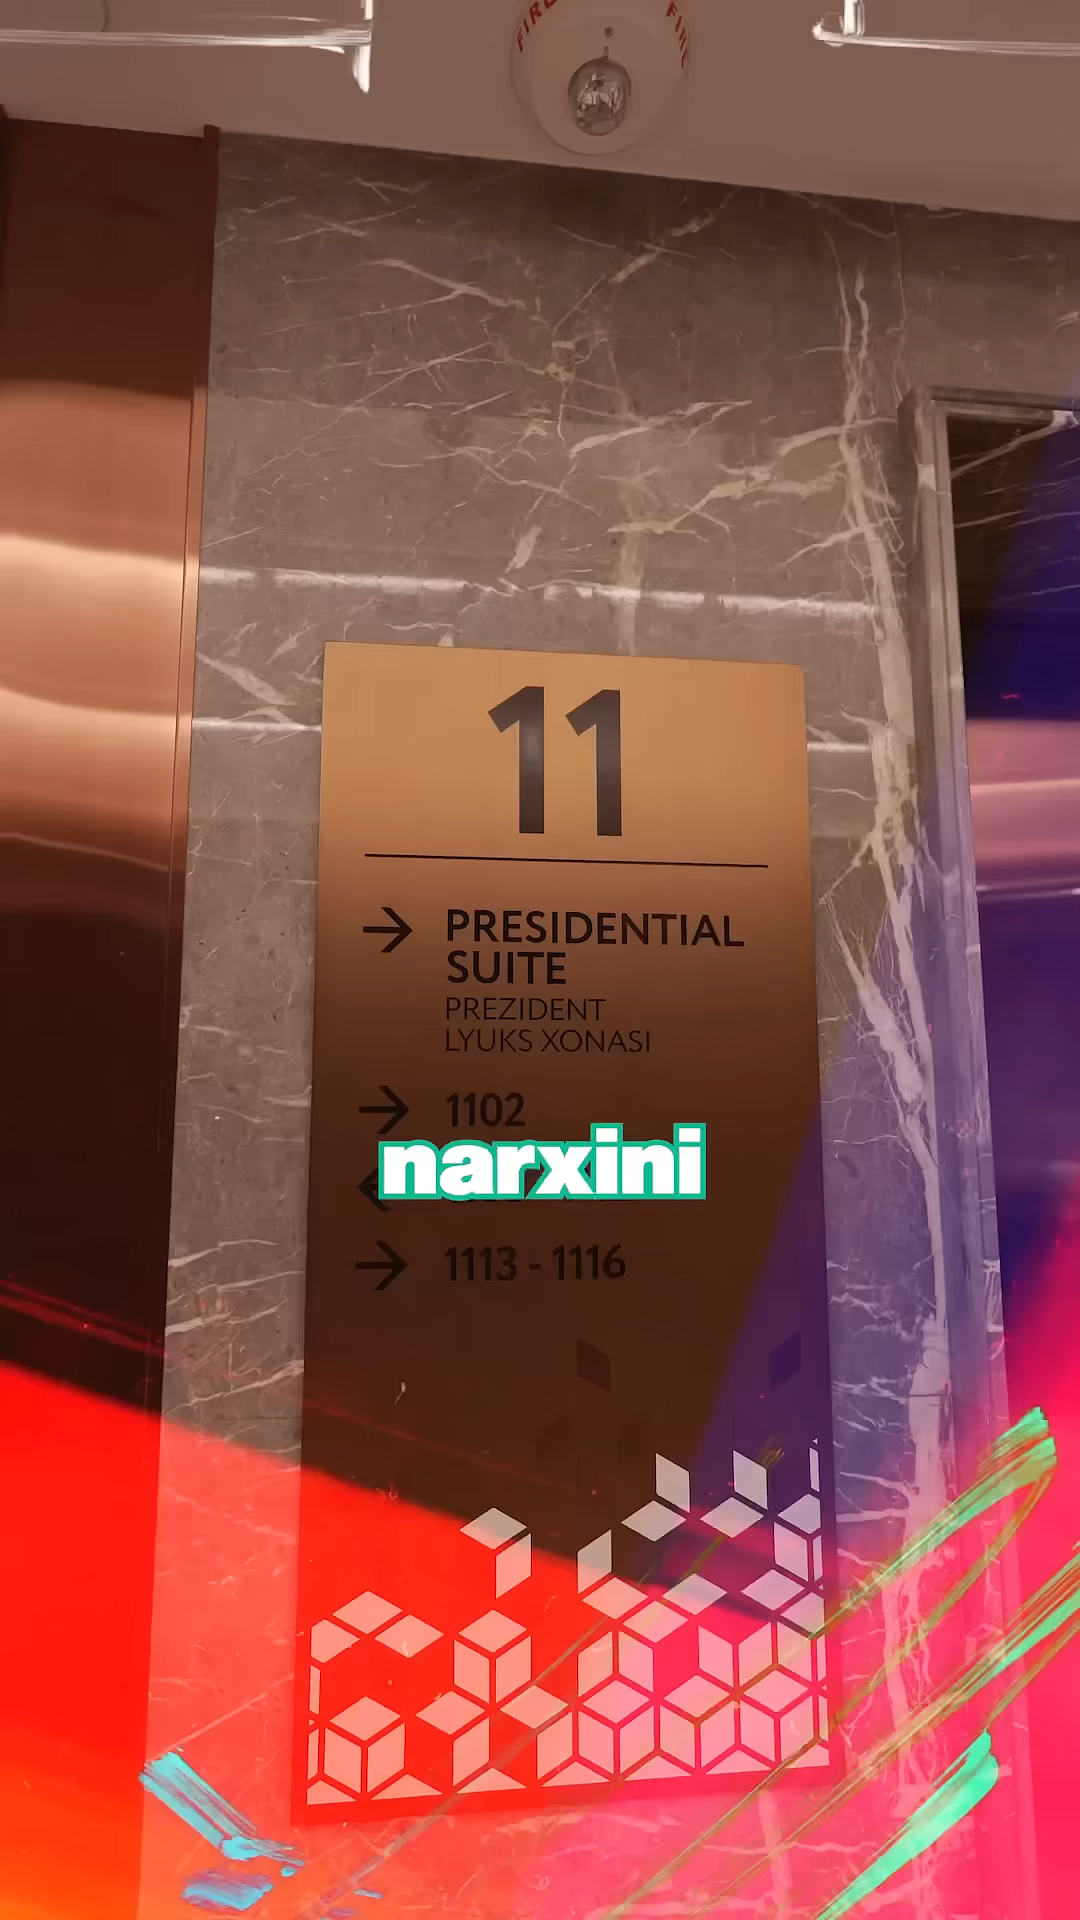 FIRE FIRE
11
PRESIDENTIAL
SUITE
PREZIDENT
LYUKS XONASI
1102
narxini
1113 - 1116